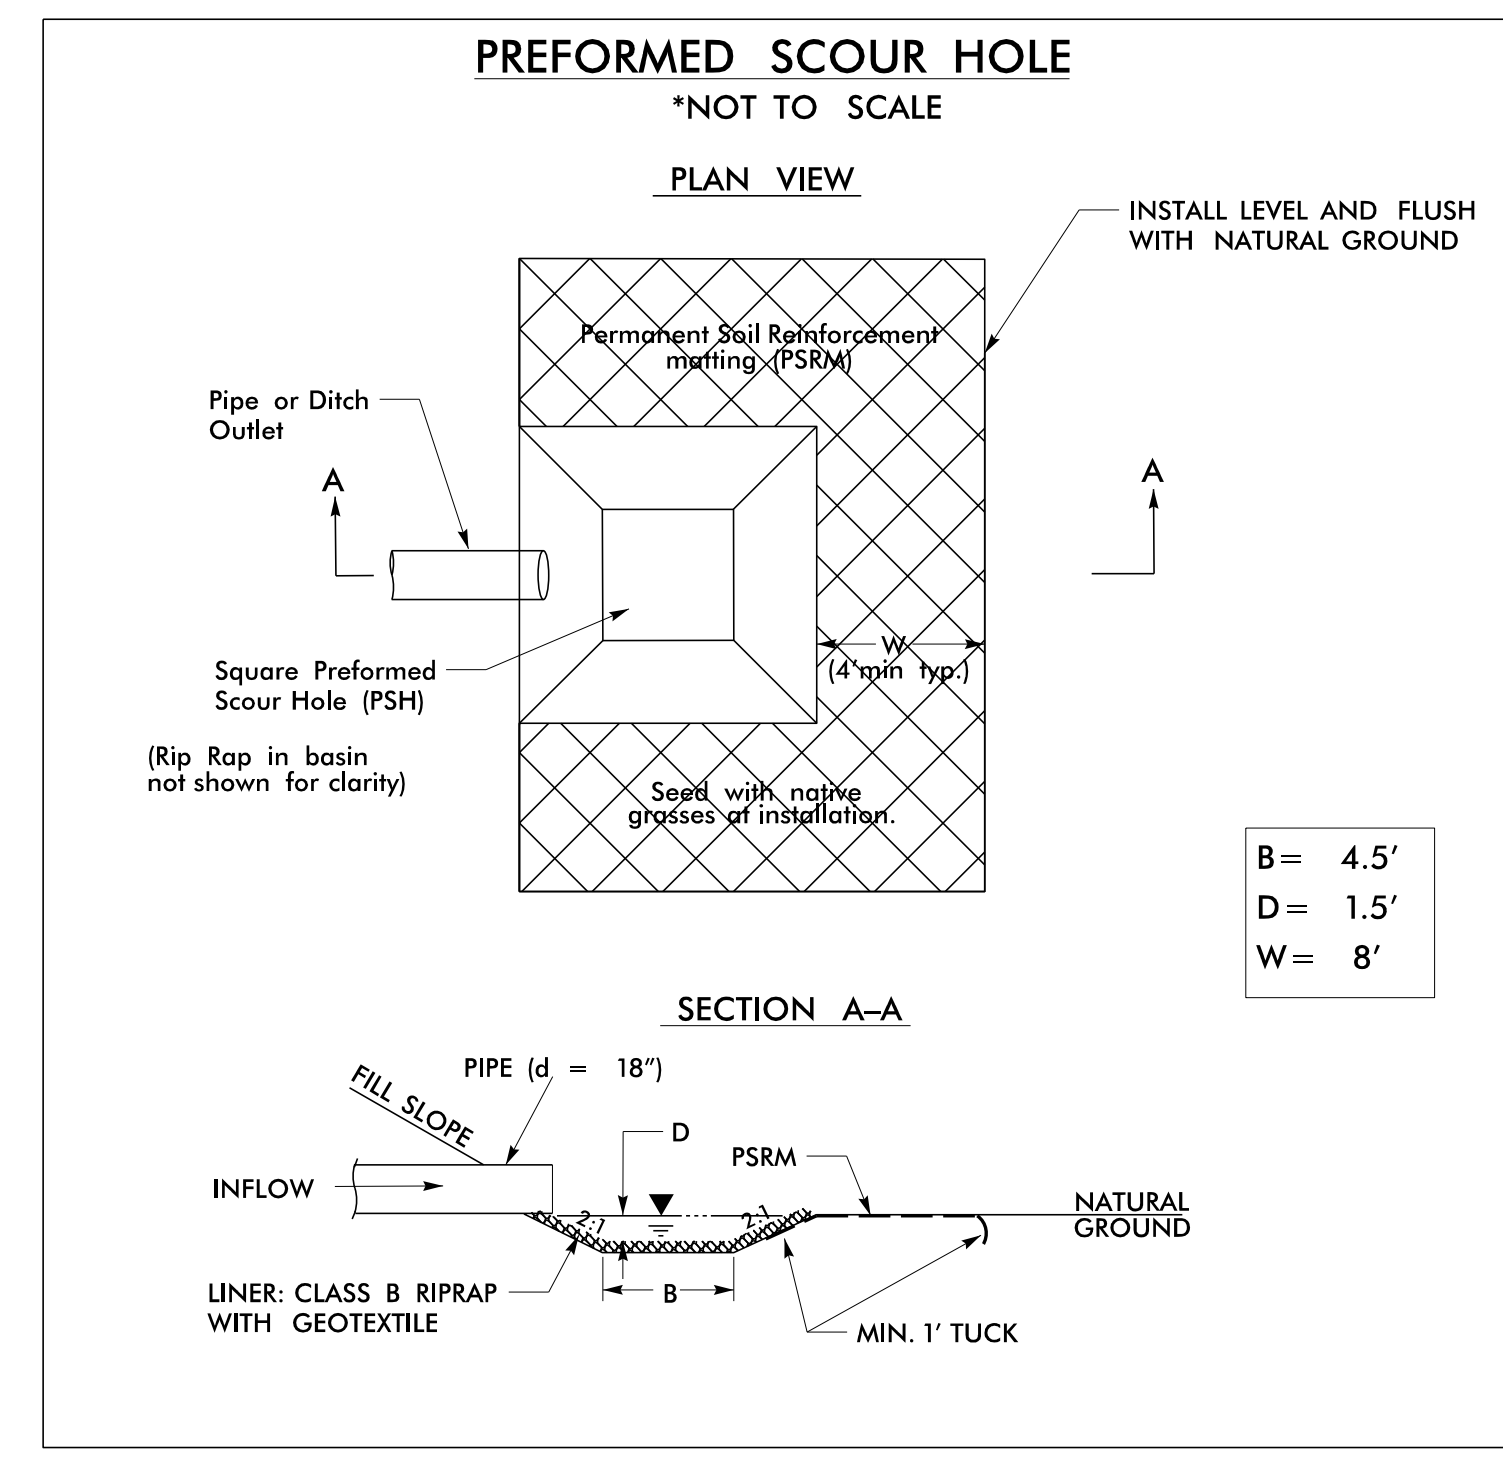 PREFORMED SCOUR HOLE
*NOT TO SCALE
PLAN VIEW
INSTALL LEVEL AND FLUSH
WITH NATURAL GROUND
Permanent Soil Reinforcement
matting (PSRM)
Pipe or Ditch
Outlet
A
A
W
(4'min typ.)
Square Preformed
Scour Hole (PSH)
(Rip Rap in basin
not shown for clarity)
Seed with native
grasses at installation.
B= 4.5'
D= 1.5'
W= 8'
SECTION A–A
PIPE (d = 18")
FILL SLOPE
D
PSRM
INFLOW
NATURAL
GROUND
2:1
2:1
LINER: CLASS B RIPRAP
WITH GEOTEXTILE
B
MIN. 1' TUCK